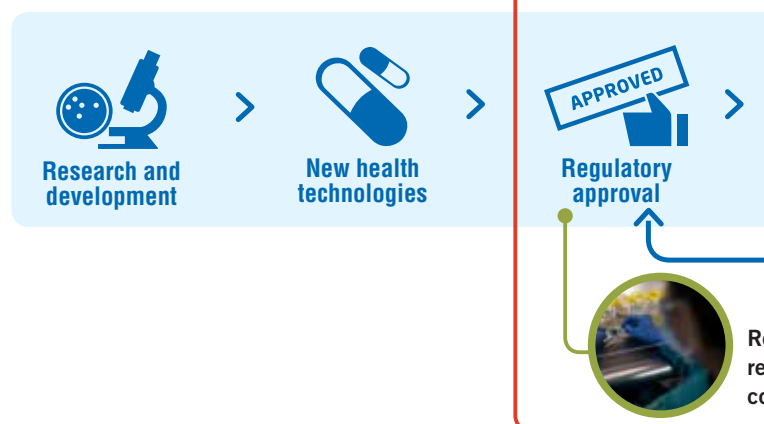 Research and
development
New health
technologies
APPROVED
Regulatory
approval